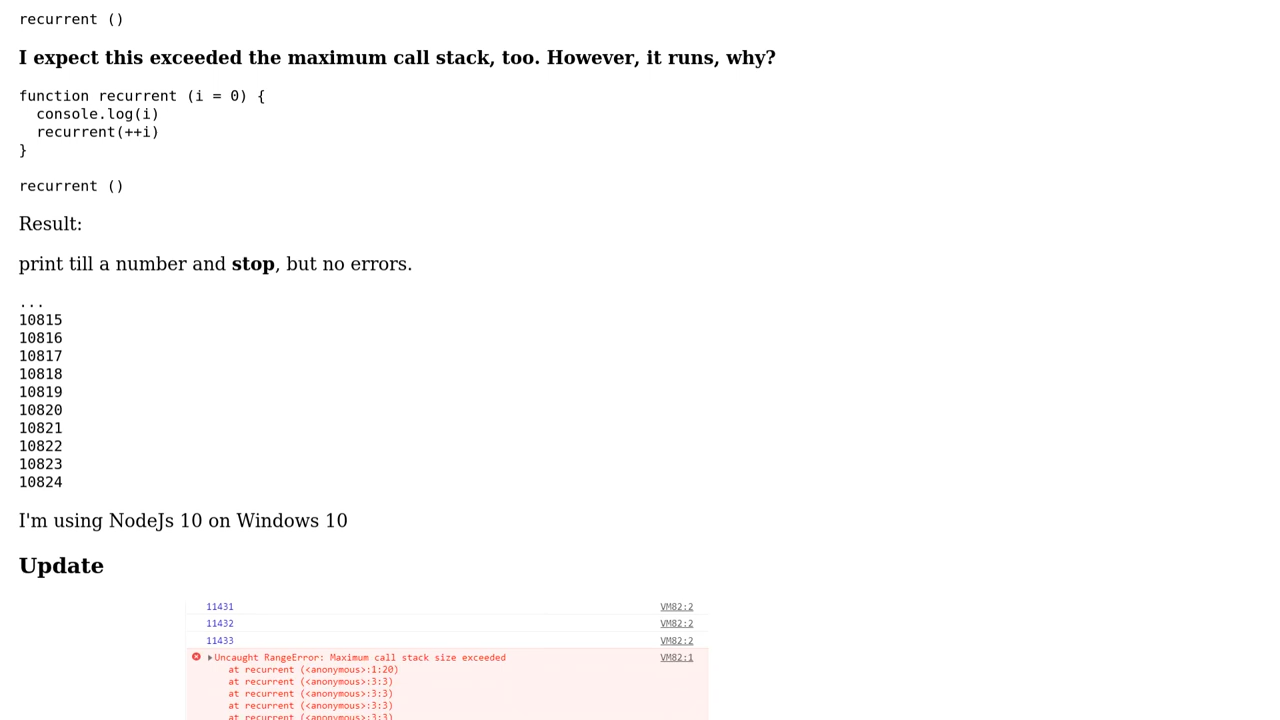 recurrent ()
I expect this exceeded the maximum call stack, too. However, it runs, why?
function recurrent (i = 0) {
  console.log(i)
  recurrent(++i)
}
recurrent ()
Result:
print till a number and stop, but no errors.
...
10815
10816
10817
10818
10819
10820
10821
10822
10823
10824
I'm using NodeJs 10 on Windows 10
Update
11431 VM82:2
11432 VM82:2
11433 VM82:2
Uncaught RangeError: Maximum call stack size exceeded VM82:1
at recurrent (<anonymous>:1:20)
at recurrent (<anonymous>:3:3)
at recurrent (<anonymous>:3:3)
at recurrent (<anonymous>:3:3)
at recurrent (<anonymous>:3:3)